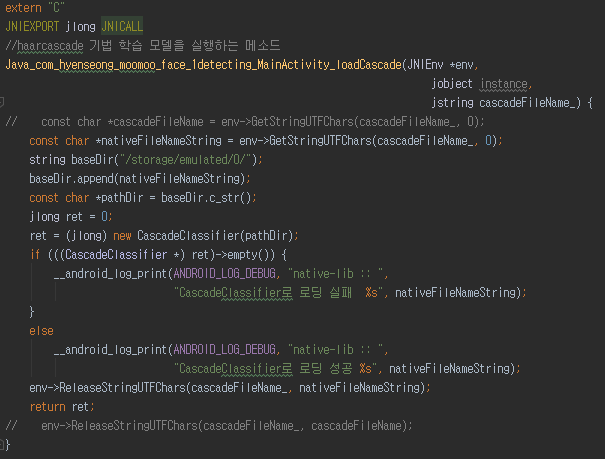 extern "C"
JNIEXPORT jlong JNICALL
//haarcascade 기법 학습 모델을 실행하는 메소드
Java_com_hyenseong_moomoo_face_1detecting_MainActivity_loadCascade(JNIEnv *env,
jobject instance,
jstring cascadeFileName_) {
//    const char *cascadeFileName = env->GetStringUTFChars(cascadeFileName_, 0);
    const char *nativeFileNameString = env->GetStringUTFChars(cascadeFileName_, 0);
    string baseDir("/storage/emulated/0/");
    baseDir.append(nativeFileNameString);
    const char *pathDir = baseDir.c_str();
    jlong ret = 0;
    ret = (jlong) new CascadeClassifier(pathDir);
    if (((CascadeClassifier *) ret)->empty()) {
        __android_log_print(ANDROID_LOG_DEBUG, "native-lib :: ",
                            "CascadeClassifier로 로딩 실패  %s", nativeFileNameString);
    }
    else
        __android_log_print(ANDROID_LOG_DEBUG, "native-lib :: ",
                            "CascadeClassifier로 로딩 성공 %s", nativeFileNameString);
    env->ReleaseStringUTFChars(cascadeFileName_, nativeFileNameString);
    return ret;
//    env->ReleaseStringUTFChars(cascadeFileName_, cascadeFileName);
}